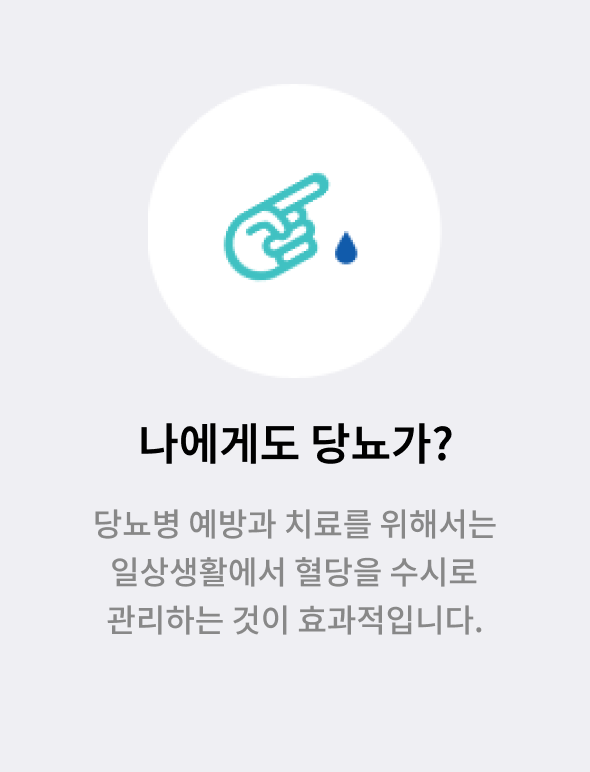 나에게도 당뇨가?
당뇨병 예방과 치료를 위해서는
일상생활에서 혈당을 수시로
관리하는 것이 효과적입니다.